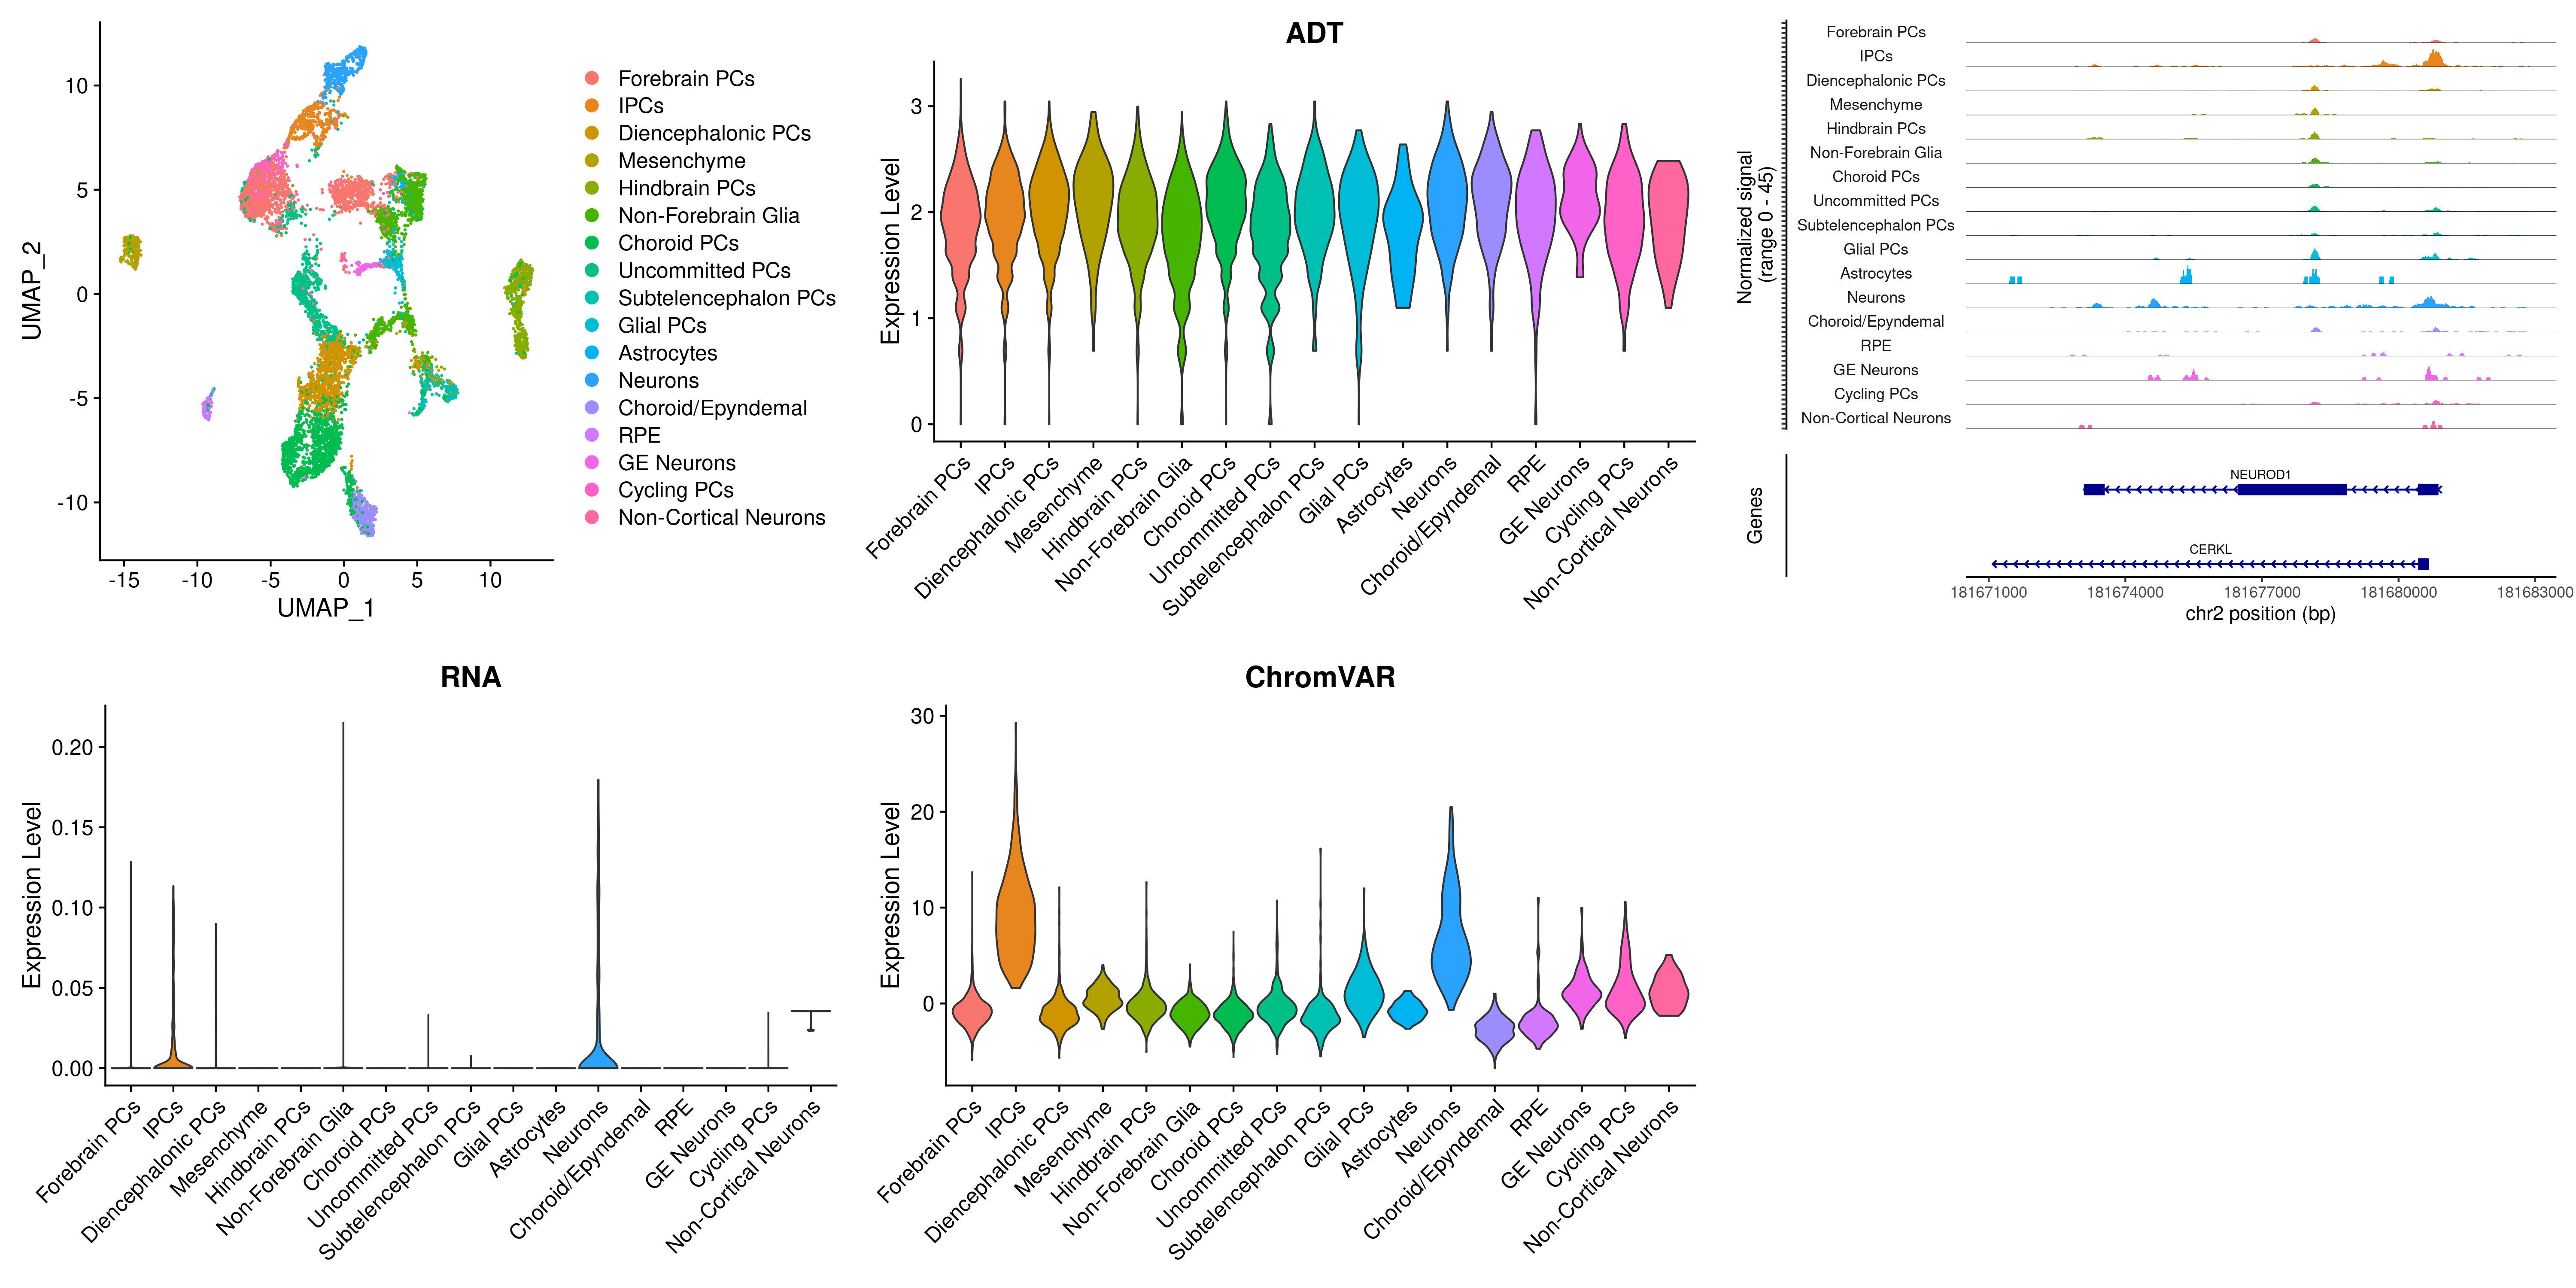 10
5
0
-5
-10
UMAP_2
-15
-10
-5
0
5
10
UMAP_1
Forebrain PCs
IPCs
Diencephalonic PCs
Mesenchyme
Hindbrain PCs
Non-Forebrain Glia
Choroid PCs
Uncommitted PCs
Subtelencephalon PCs
Glial PCs
Astrocytes
Neurons
Choroid/Epyndemal
RPE
GE Neurons
Cycling PCs
Non-Cortical Neurons
ADT
Expression Level
3
2
1
0
Forebrain PCs
IPCs
Diencephalonic PCs
Mesenchyme
Hindbrain PCs
Non-Forebrain Glia
Choroid PCs
Uncommitted PCs
Subtelencephalon PCs
Glial PCs
Astrocytes
Neurons
Choroid/Epyndemal
RPE
GE Neurons
Cycling PCs
Non-Cortical Neurons
Normalized signal
(range 0 - 45)
Forebrain PCs
IPCs
Diencephalonic PCs
Mesenchyme
Hindbrain PCs
Non-Forebrain Glia
Choroid PCs
Uncommitted PCs
Subtelencephalon PCs
Glial PCs
Astrocytes
Neurons
Choroid/Epyndemal
RPE
GE Neurons
Cycling PCs
Non-Cortical Neurons
Genes
NEUROD1
CERKL
181671000
181674000
181677000
181680000
181683000
chr2 position (bp)
RNA
Expression Level
0.20
0.15
0.10
0.05
0.00
Forebrain PCs
IPCs
Diencephalonic PCs
Mesenchyme
Hindbrain PCs
Non-Forebrain Glia
Choroid PCs
Uncommitted PCs
Subtelencephalon PCs
Glial PCs
Astrocytes
Neurons
Choroid/Epyndemal
RPE
GE Neurons
Cycling PCs
Non-Cortical Neurons
ChromVAR
Expression Level
30
20
10
0
Forebrain PCs
IPCs
Diencephalonic PCs
Mesenchyme
Hindbrain PCs
Non-Forebrain Glia
Choroid PCs
Uncommitted PCs
Subtelencephalon PCs
Glial PCs
Astrocytes
Neurons
Choroid/Epyndemal
RPE
GE Neurons
Cycling PCs
Non-Cortical Neurons